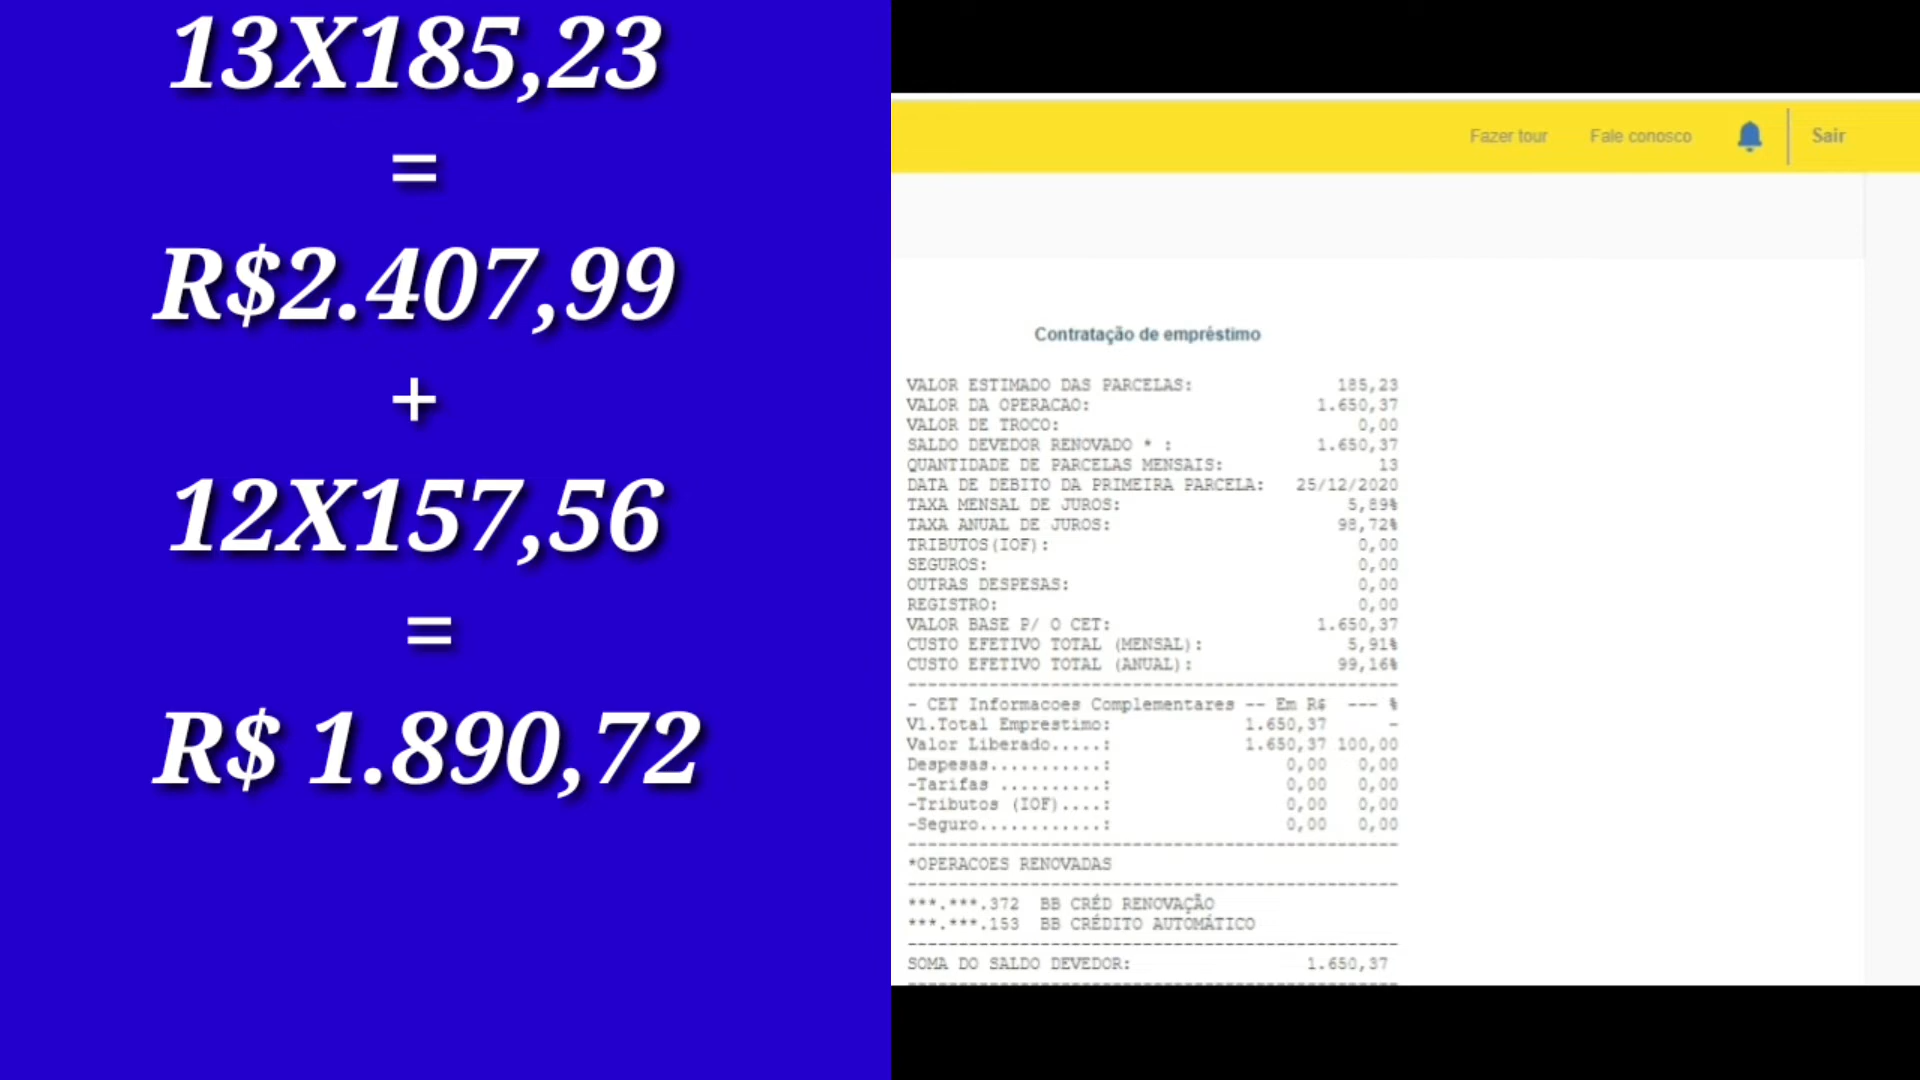 13X185,23
=
R$2.407,99
+
12X157,56
=
R$ 1.890,72
Fazer tour Fale conosco Sair
Contratação de empréstimo
VALOR ESTIMADO DAS PARCELAS: 185,23
VALOR DA OPERACAO: 1.650,37
VALOR DE TROCO: 0,00
SALDO DEVEDOR RENOVADO * : 1.650,37
QUANTIDADE DE PARCELAS MENSAIS: 13
DATA DE DEBITO DA PRIMEIRA PARCELA: 25/12/2020
TAXA MENSAL DE JUROS: 5,89%
TAXA ANUAL DE JUROS: 98,72%
TRIBUTOS(IOF): 0,00
SEGUROS: 0,00
OUTRAS DESPESAS: 0,00
REGISTRO: 0,00
VALOR BASE P/ O CET: 1.650,37
CUSTO EFETIVO TOTAL (MENSAL): 5,91%
CUSTO EFETIVO TOTAL (ANUAL): 99,16%
------------------------------------------------
- CET Informacoes Complementares -- Em R$ --- %
Vl.Total Emprestimo: 1.650,37 -
Valor Liberado.....: 1.650,37 100,00
Despesas...........: 0,00 0,00
-Tarifas ..........: 0,00 0,00
-Tributos (IOF)....: 0,00 0,00
-Seguro............: 0,00 0,00
------------------------------------------------
*OPERACOES RENOVADAS
------------------------------------------------
***.***.372 BB CRÉD RENOVAÇÃO
***.***.153 BB CRÉDITO AUTOMÁTICO
------------------------------------------------
SOMA DO SALDO DEVEDOR: 1.650,37
------------------------------------------------